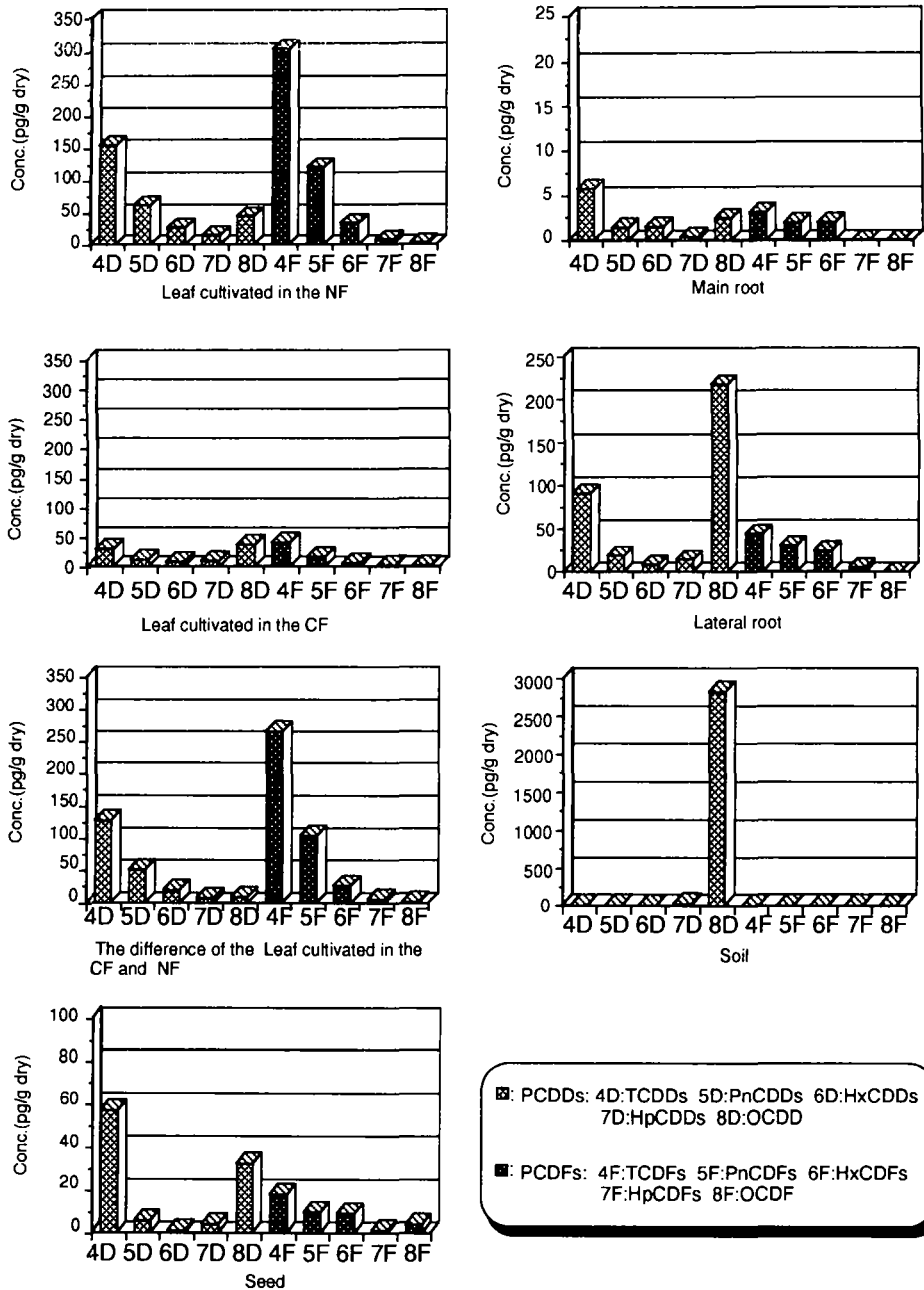 Conc.(pg/g dry)
350
300
250
200
150
100
50
0
4D 5D 6D 7D 8D 4F 5F 6F 7F 8F
Leaf cultivated in the NF
Conc.(pg/g dry)
25
20
15
10
5
0
4D 5D 6D 7D 8D 4F 5F 6F 7F 8F
Main root
Conc.(pg/g dry)
350
300
250
200
150
100
50
0
4D 5D 6D 7D 8D 4F 5F 6F 7F 8F
Leaf cultivated in the CF
Conc.(pg/g dry)
250
200
150
100
50
0
4D 5D 6D 7D 8D 4F 5F 6F 7F 8F
Lateral root
Conc.(pg/g dry)
350
300
250
200
150
100
50
0
4D 5D 6D 7D 8D 4F 5F 6F 7F 8F
The difference of the Leaf cultivated in the
CF and NF
Conc.(pg/g dry)
3000
2500
2000
1500
1000
500
0
4D 5D 6D 7D 8D 4F 5F 6F 7F 8F
Soil
Conc.(pg/g dry)
100
80
60
40
20
0
4D 5D 6D 7D 8D 4F 5F 6F 7F 8F
Seed
: PCDDs: 4D:TCDDs 5D:PnCDDs 6D:HxCDDs
7D:HpCDDs 8D:OCDD
: PCDFs: 4F:TCDFs 5F:PnCDFs 6F:HxCDFs
7F:HpCDFs 8F:OCDF